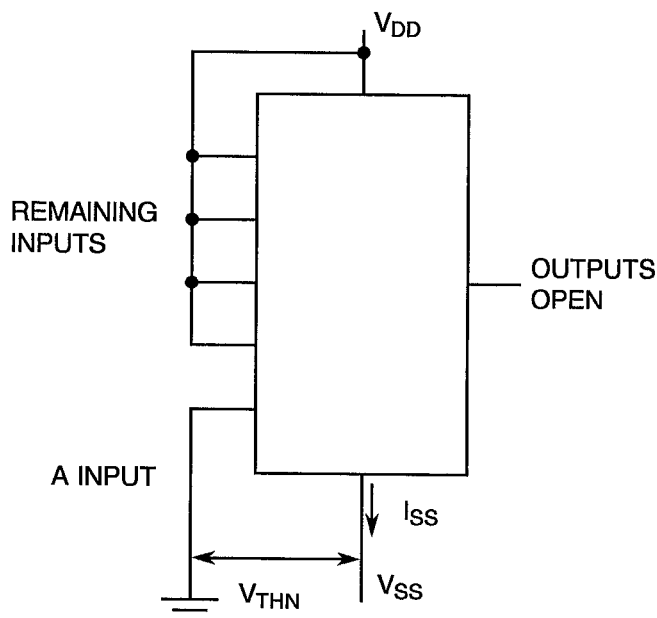 VDD
REMAINING
INPUTS
OUTPUTS
OPEN
A INPUT
ISS
VTHN
VSS